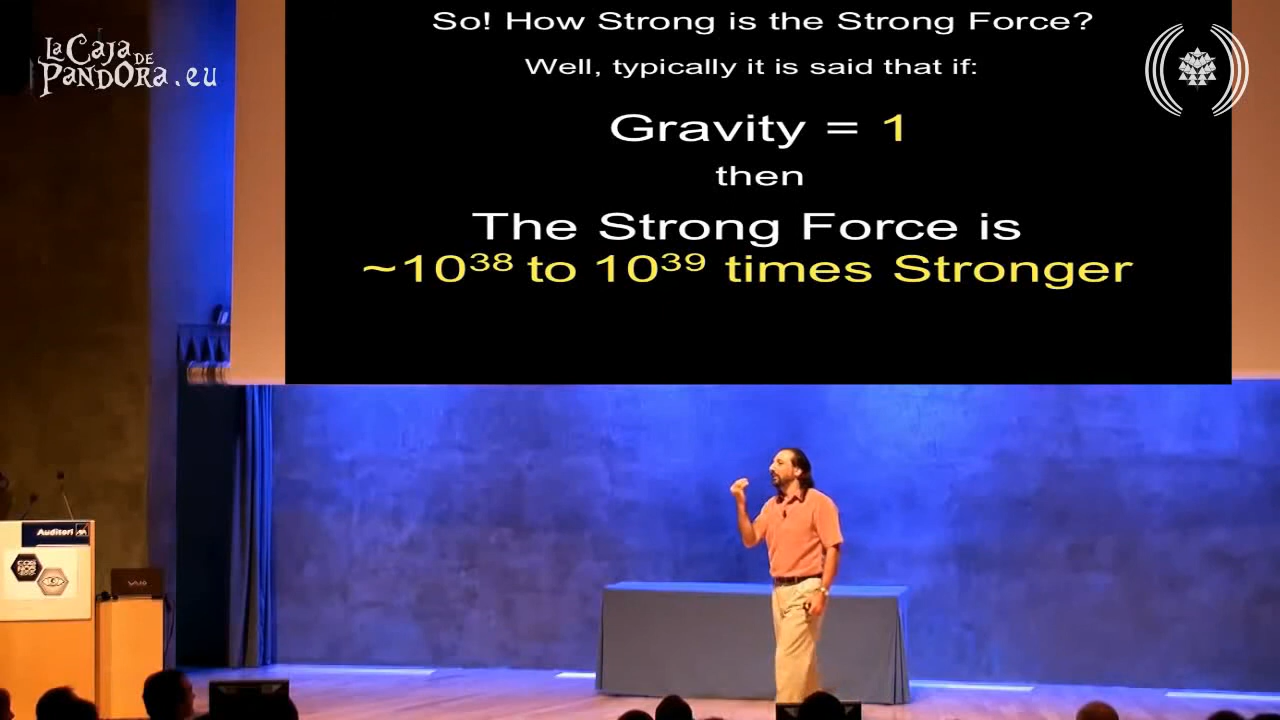 La Caja
DE
PANDORA.eu
So! How Strong is the Strong Force?
Well, typically it is said that if:
Gravity = 1
then
The Strong Force is
~10³⁸ to 10³⁹ times Stronger
Auditori AXA
VAIO